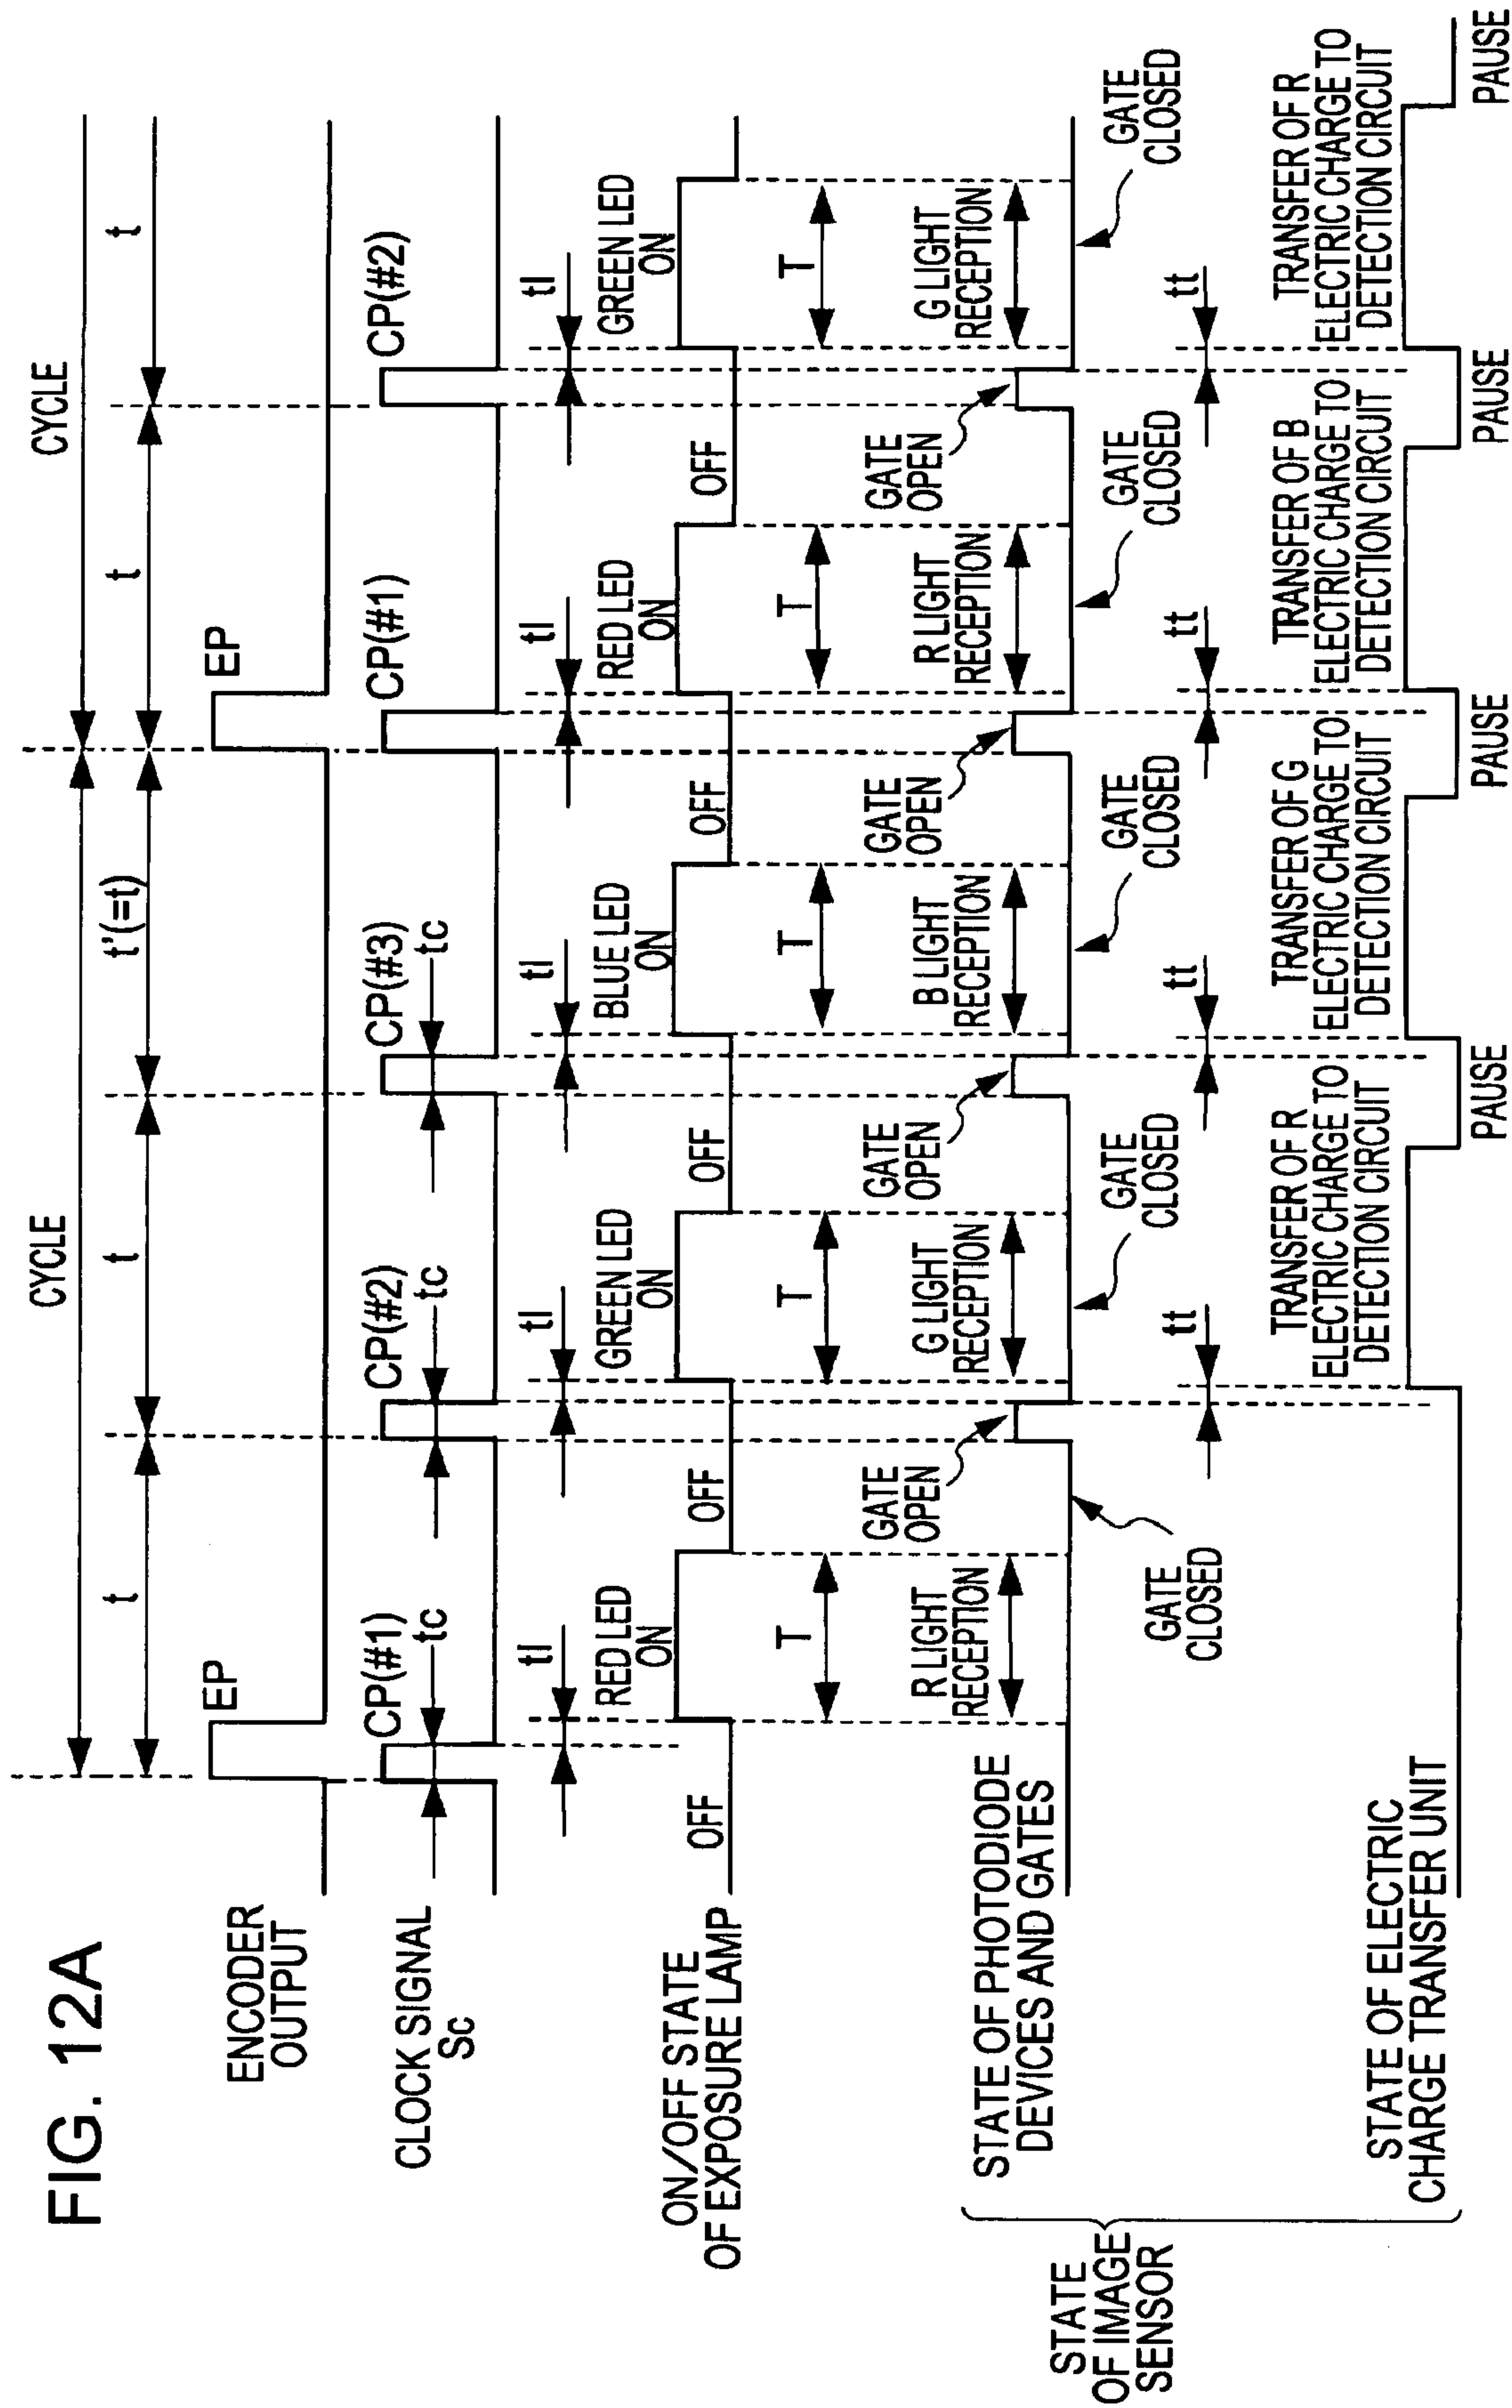 FIG. 12A
CYCLE
CYCLE
t
t
t'(=t)
t
t
ENCODER
OUTPUT
EP
EP
CLOCK SIGNAL
Sc
CP(#1)
tc
CP(#2)
tc
CP(#3)
tc
CP(#1)
CP(#2)
tl
tl
tl
tl
tl
ON/OFF STATE
OF EXPOSURE LAMP
OFF
RED LED
ON
OFF
GREEN LED
ON
OFF
BLUE LED
ON
OFF
RED LED
ON
OFF
GREEN LED
ON
T
T
T
T
T
STATE
OF IMAGE
SENSOR
STATE OF PHOTODIODE
DEVICES AND GATES
R LIGHT
RECEPTION
GATE
OPEN
G LIGHT
RECEPTION
GATE
OPEN
B LIGHT
RECEPTION
GATE
OPEN
R LIGHT
RECEPTION
GATE
OPEN
G LIGHT
RECEPTION
GATE
CLOSED
GATE
CLOSED
GATE
CLOSED
GATE
CLOSED
GATE
CLOSED
tt
tt
tt
tt
STATE OF ELECTRIC
CHARGE TRANSFER UNIT
TRANSFER OF R
ELECTRIC CHARGE TO
DETECTION CIRCUIT
TRANSFER OF G
ELECTRIC CHARGE TO
DETECTION CIRCUIT
TRANSFER OF B
ELECTRIC CHARGE TO
DETECTION CIRCUIT
TRANSFER OF R
ELECTRIC CHARGE TO
DETECTION CIRCUIT
PAUSE
PAUSE
PAUSE
PAUSE